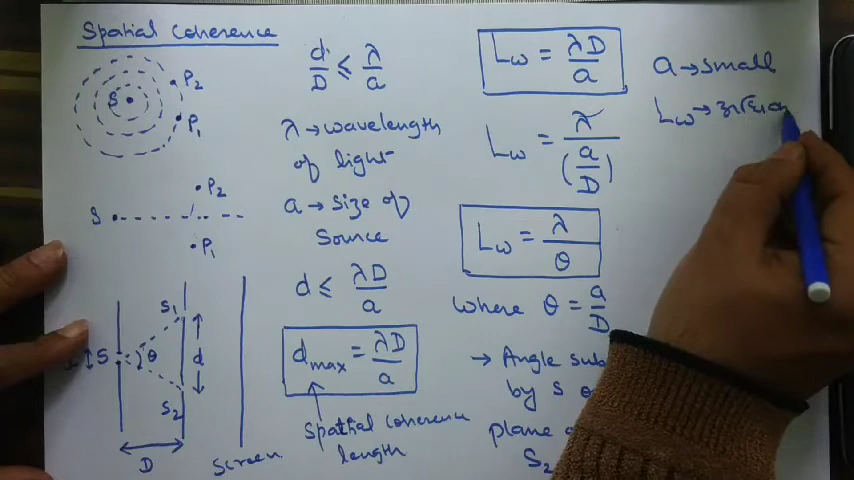 Spatial Coherence
S
P2
P1
S
P2
P1
S1
S
θ
d
S2
D
Screen
d/D ≤ λ/a
λ → wavelength
of light
a → Size of
Source
d ≤ λD/a
dmax = λD/a
Spatial coherence
length
Lω = λD/a
Lω = λ/(a/D)
Lω = λ/θ
where θ = a/D
→ Angle
by S
plane
S2
a → small
Lω →